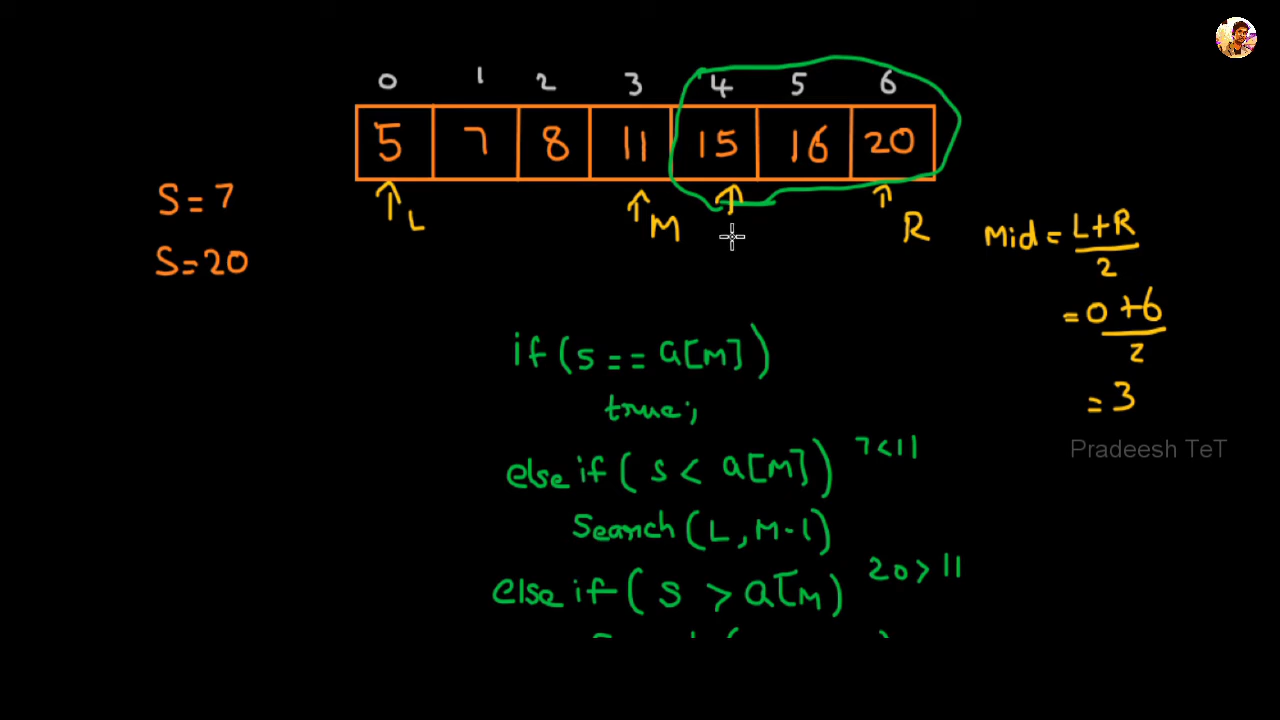 0 1 2 3 4 5 6
5 7 8 11 15 16 20
L M R
S = 7
S = 20
Mid = L+R
2
= 0+6
2
= 3
if (s == a[M])
true;
else if (s < a[M]) 7<11
Search (L, M-1)
else if (s > a[m) 20 > 11
Pradeesh TeT